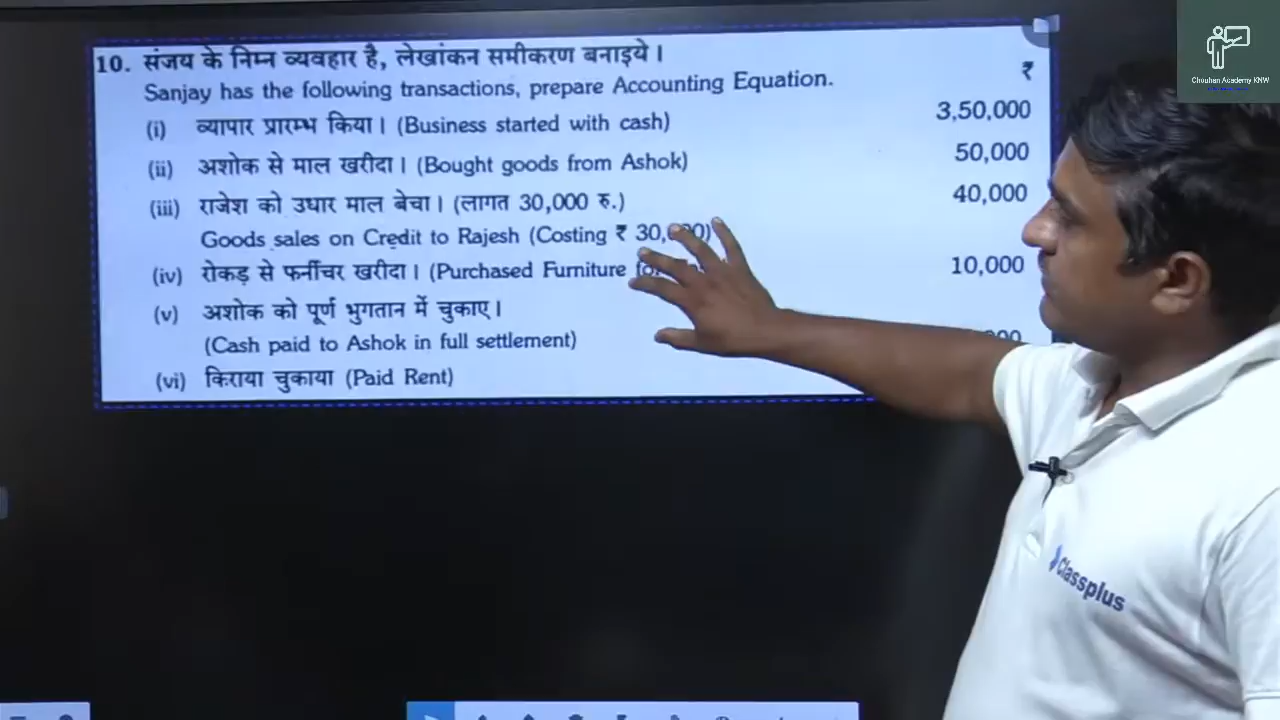 10. संजय के निम्न व्यवहार है, लेखांकन समीकरण बनाइये।
Sanjay has the following transactions, prepare Accounting Equation.
₹
(i) व्यापार प्रारम्भ किया। (Business started with cash) 3,50,000
(ii) अशोक से माल खरीदा। (Bought goods from Ashok) 50,000
(iii) राजेश को उधार माल बेचा। (लागत 30,000 रु.) 40,000
Goods sales on Credit to Rajesh (Costing ₹
(iv) रोकड़ से फर्नीचर खरीदा। (Purchased Furniture 10,000
(v) अशोक को पूर्ण भुगतान में चुकाए।
(Cash paid to Ashok in full settlement)
(vi) किराया चुकाया (Paid Rent)
Chouhan Academy KNW
Classplus